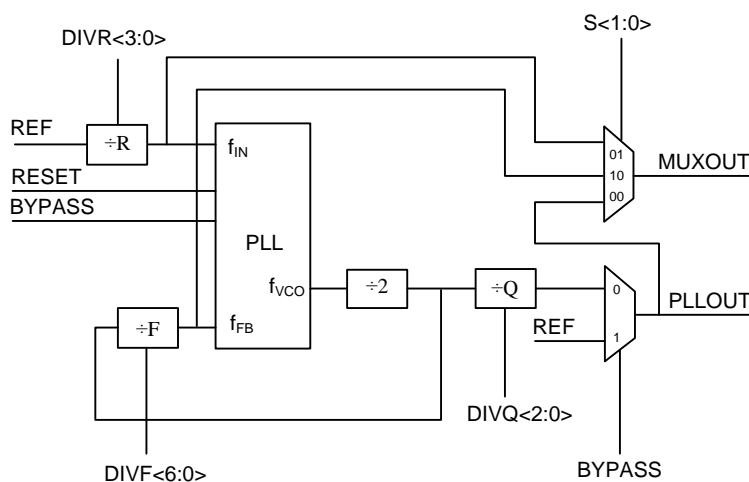 S<1:0>
DIVR<3:0>
REF
÷R
fIN
01
10
00
MUXOUT
RESET
BYPASS
PLL
fVCO
÷2
÷Q
0
PLLOUT
÷F
fFB
REF
1
DIVQ<2:0>
DIVF<6:0>
BYPASS